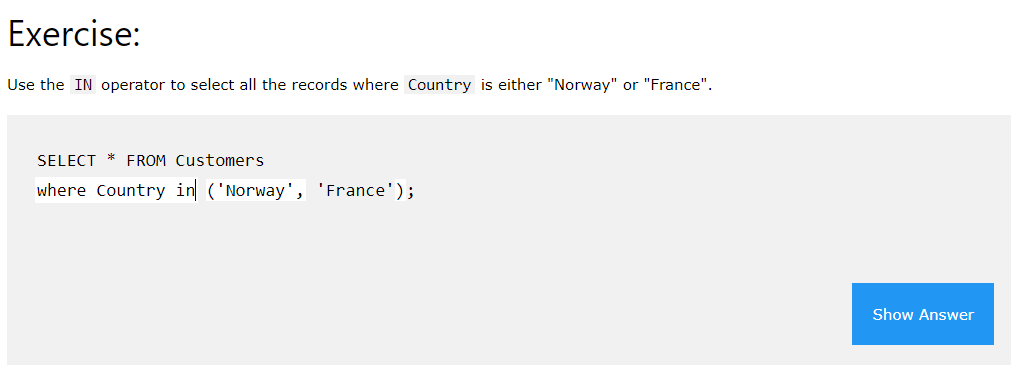 Exercise:
Use the IN operator to select all the records where Country is either "Norway" or "France".
SELECT * FROM Customers
where Country in ('Norway', 'France');
Show Answer